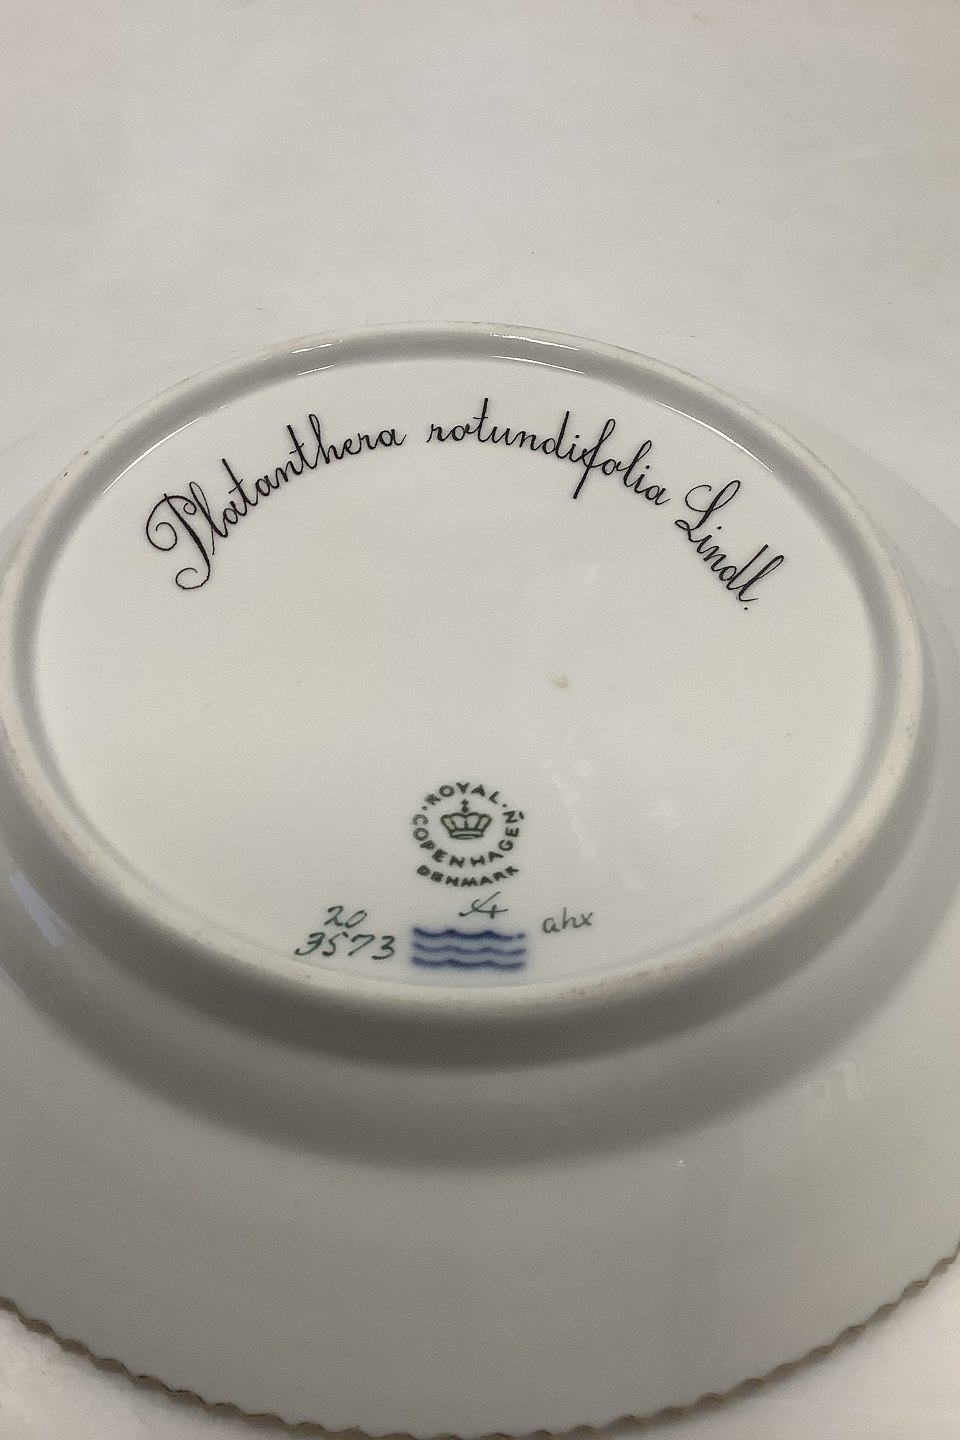 Platanthera rotundifolia Lindl.
ROYAL
COPENHAGEN
DENMARK
20
3573
ahx